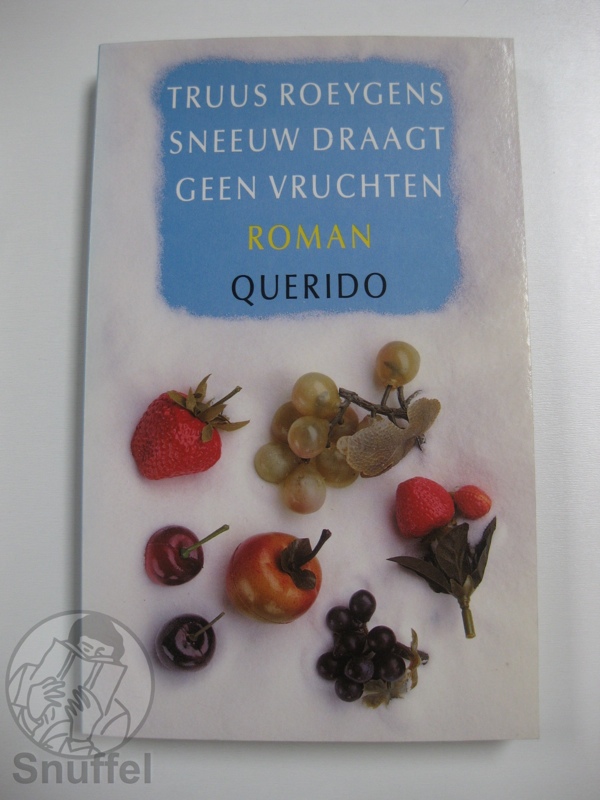 TRUUS ROEYGENS
SNEEUW DRAAGT
GEEN VRUCHTEN
ROMAN
QUERIDO
Snuffel